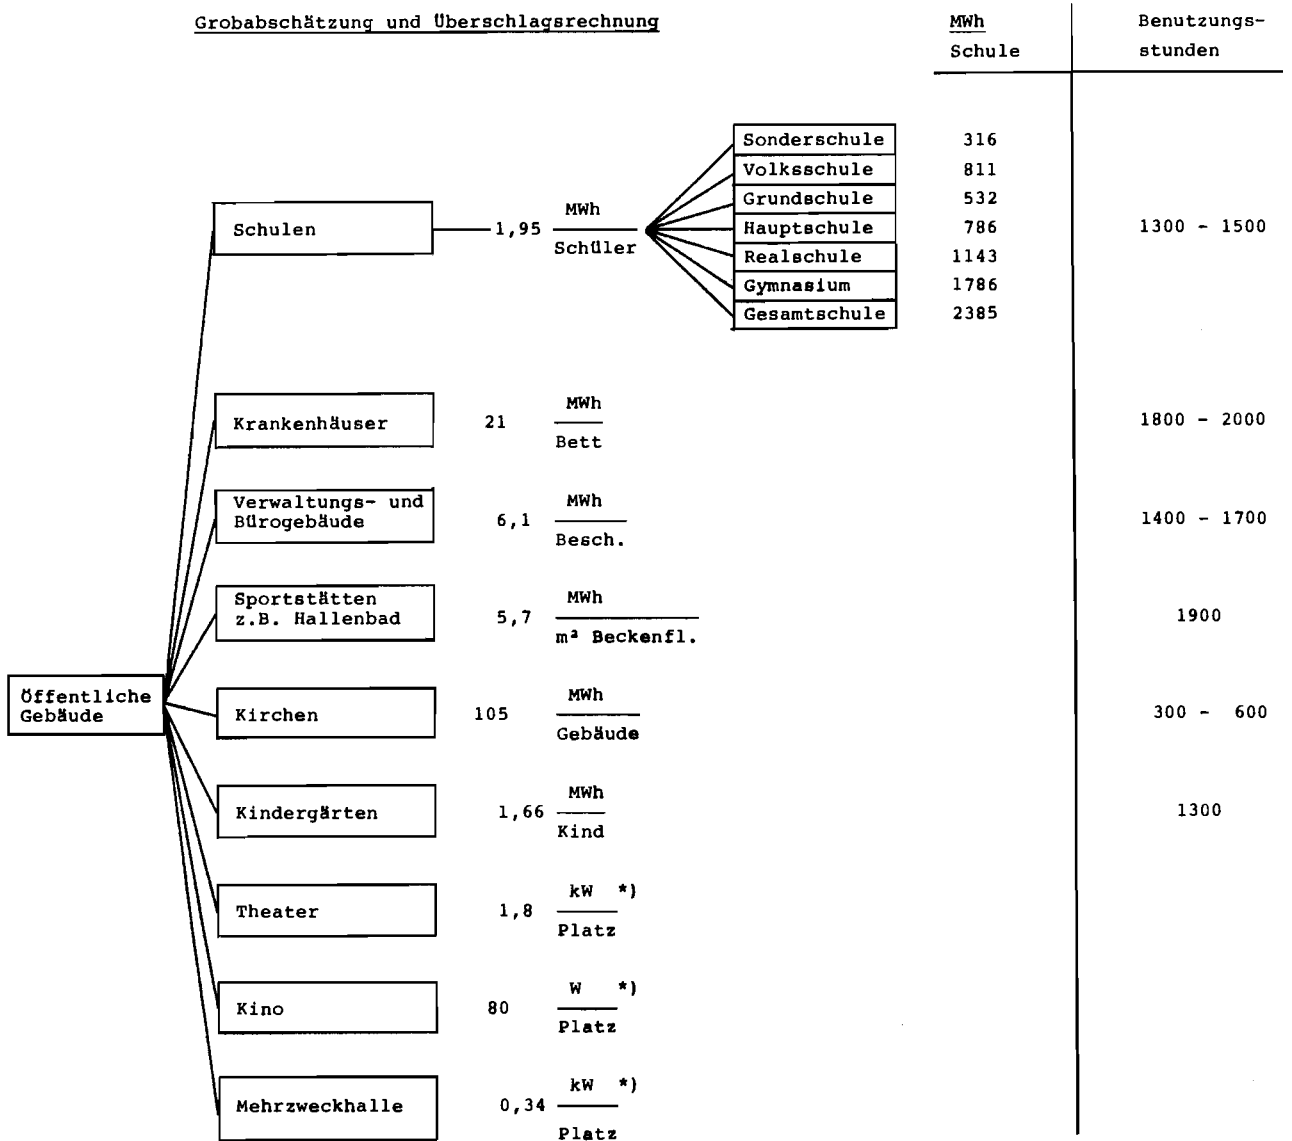 Grobabschätzung und Überschlagsrechnung
MWh
Schule
Benutzungs-
stunden
Öffentliche
Gebäude
Schulen
1,95 MWh
Schüler
Sonderschule 316
Volksschule 811
Grundschule 532
Hauptschule 786
Realschule 1143
Gymnasium 1786
Gesamtschule 2385
1300 - 1500
Krankenhäuser
21 MWh
Bett
1800 - 2000
Verwaltungs- und
Bürogebäude
6,1 MWh
Besch.
1400 - 1700
Sportstätten
z.B. Hallenbad
5,7 MWh
m² Beckenfl.
1900
Kirchen
105 MWh
Gebäude
300 - 600
Kindergärten
1,66 MWh
Kind
1300
Theater
1,8 kW *)
Platz
Kino
80 W *)
Platz
Mehrzweckhalle
0,34 kW *)
Platz